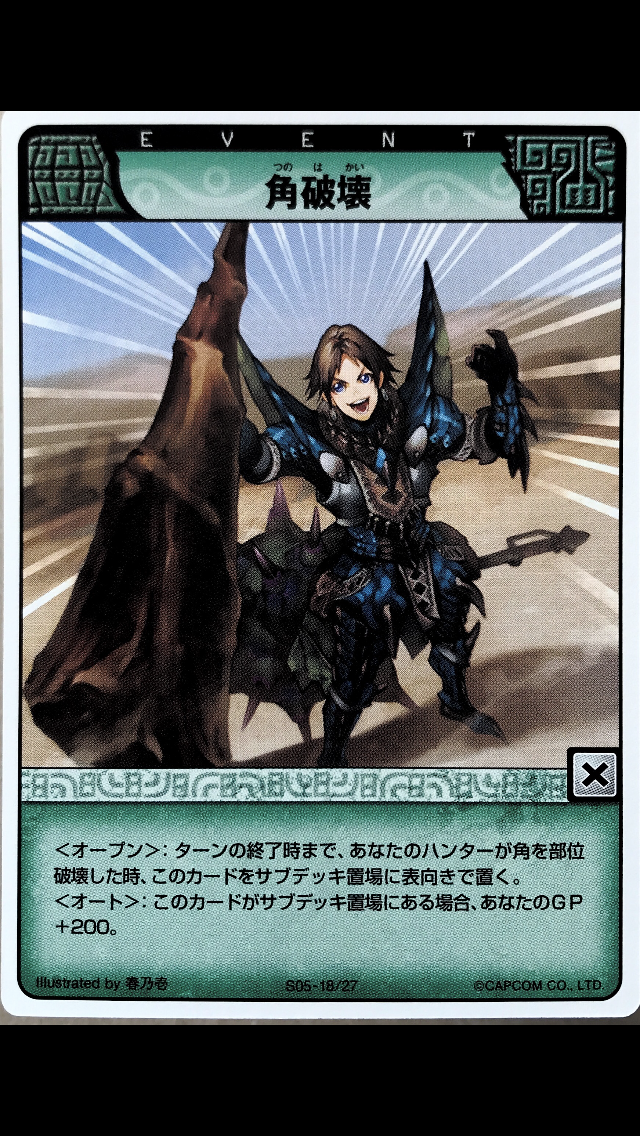 EVENT
つの は かい
角破壊
<オープン>:ターンの終了時まで、あなたのハンターが角を部位
破壊した時、このカードをサブデッキ置場に表向きで置く。
<オート>:このカードがサブデッキ置場にある場合、あなたのGP
+200。
Illustrated by 春乃壱 S05-18/27 ©CAPCOM CO., LTD.